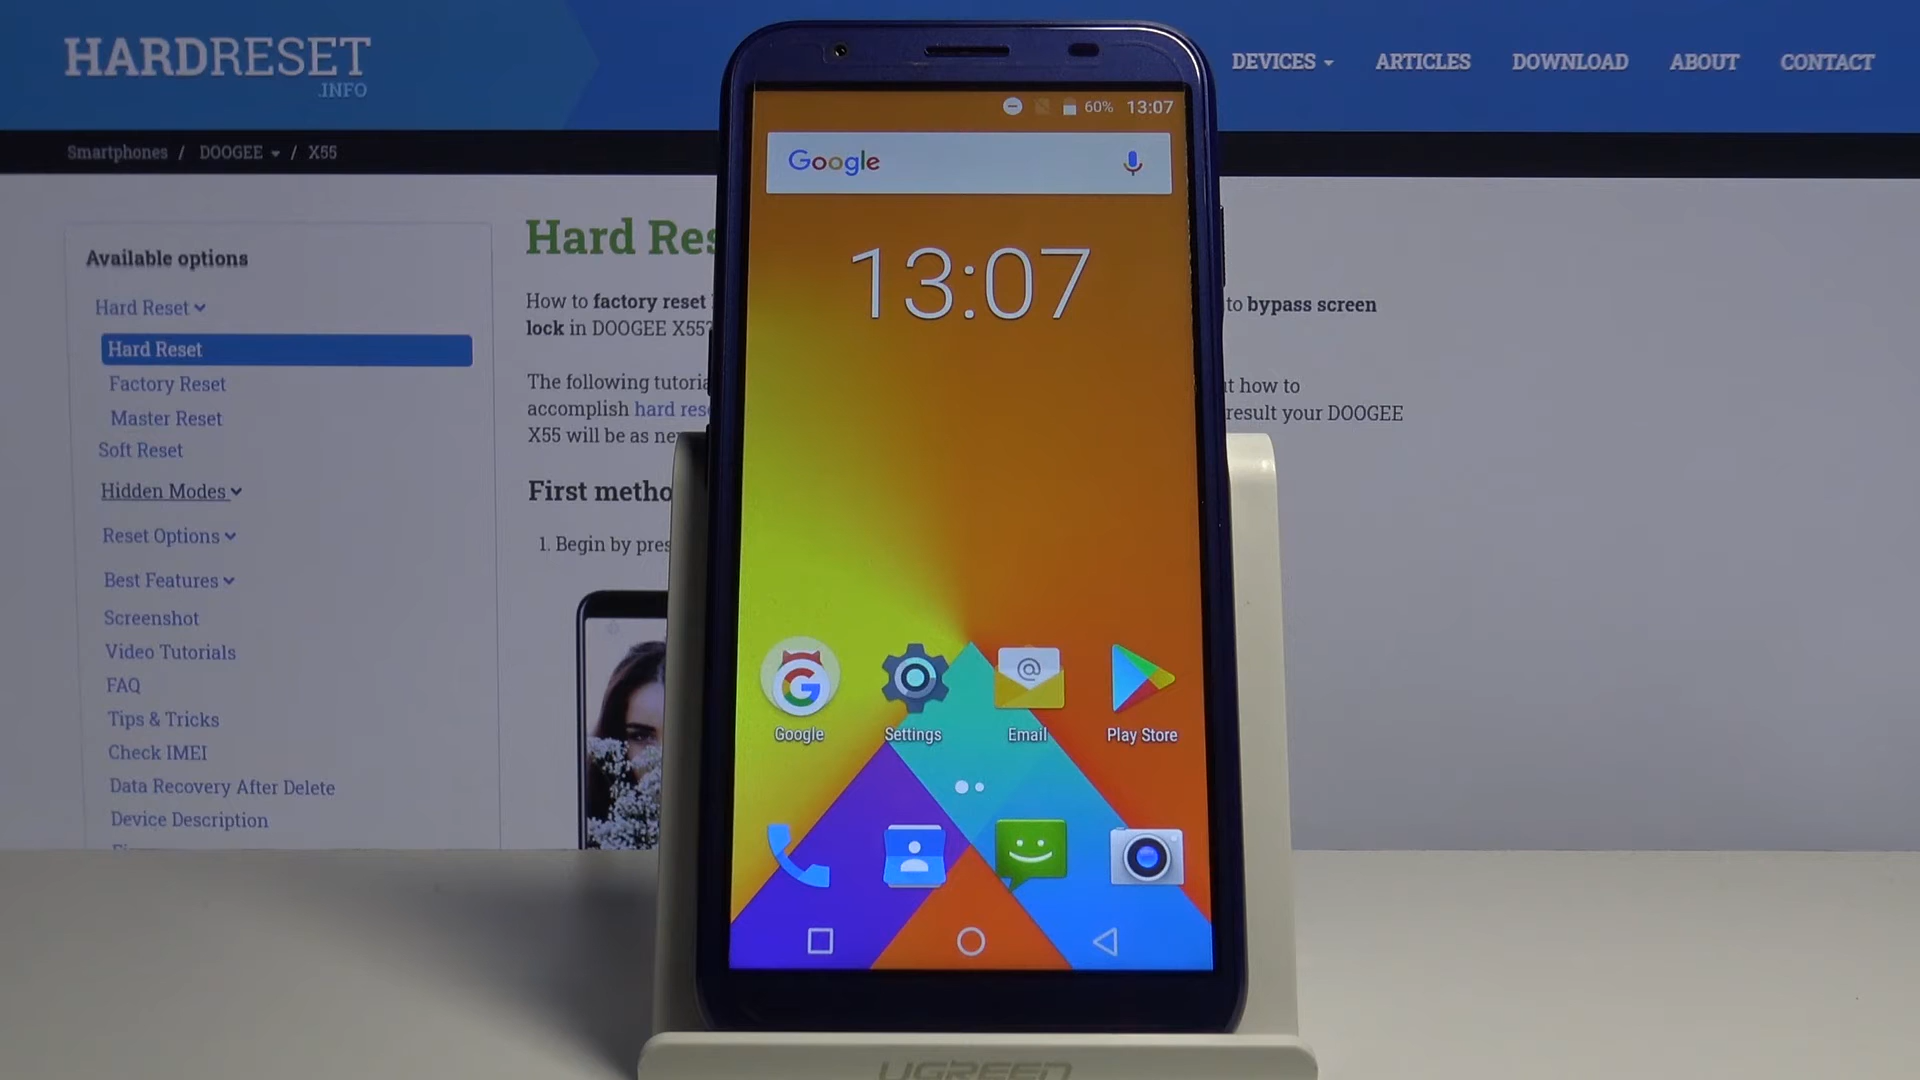 HARDRESET
.INFO
DEVICES
ARTICLES
DOWNLOAD
ABOUT
CONTACT
Smartphones / DOOGEE / X55
Available options
Hard Reset
Hard Reset
Factory Reset
Master Reset
Soft Reset
Hidden Modes
Reset Options
Best Features
Screenshot
Video Tutorials
FAQ
Tips & Tricks
Check IMEI
Data Recovery After Delete
Device Description
Hard Res
How to factory reset
to bypass screen
lock in DOOGEE X55?
The following tutoria
t how to
accomplish hard res
result your DOOGEE
X55 will be as ne
First metho
1. Begin by pres
60% 13:07
Google
13:07
Google
Settings
Email
Play Store
UGREEN